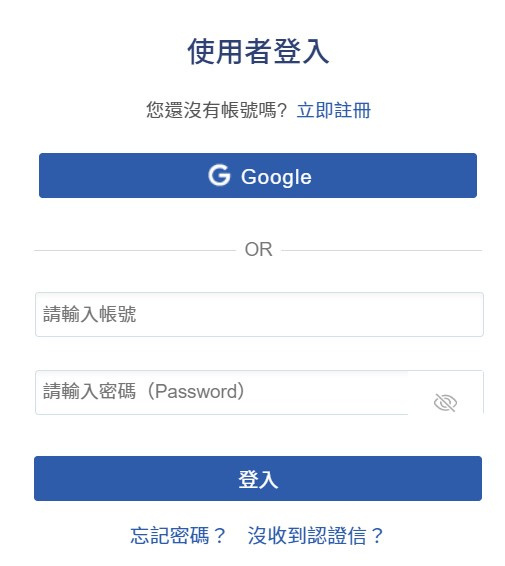 使用者登入
您還沒有帳號嗎? 立即註冊
Google
OR
請輸入帳號
請輸入密碼（Password）
登入
忘記密碼？ 沒收到認證信？